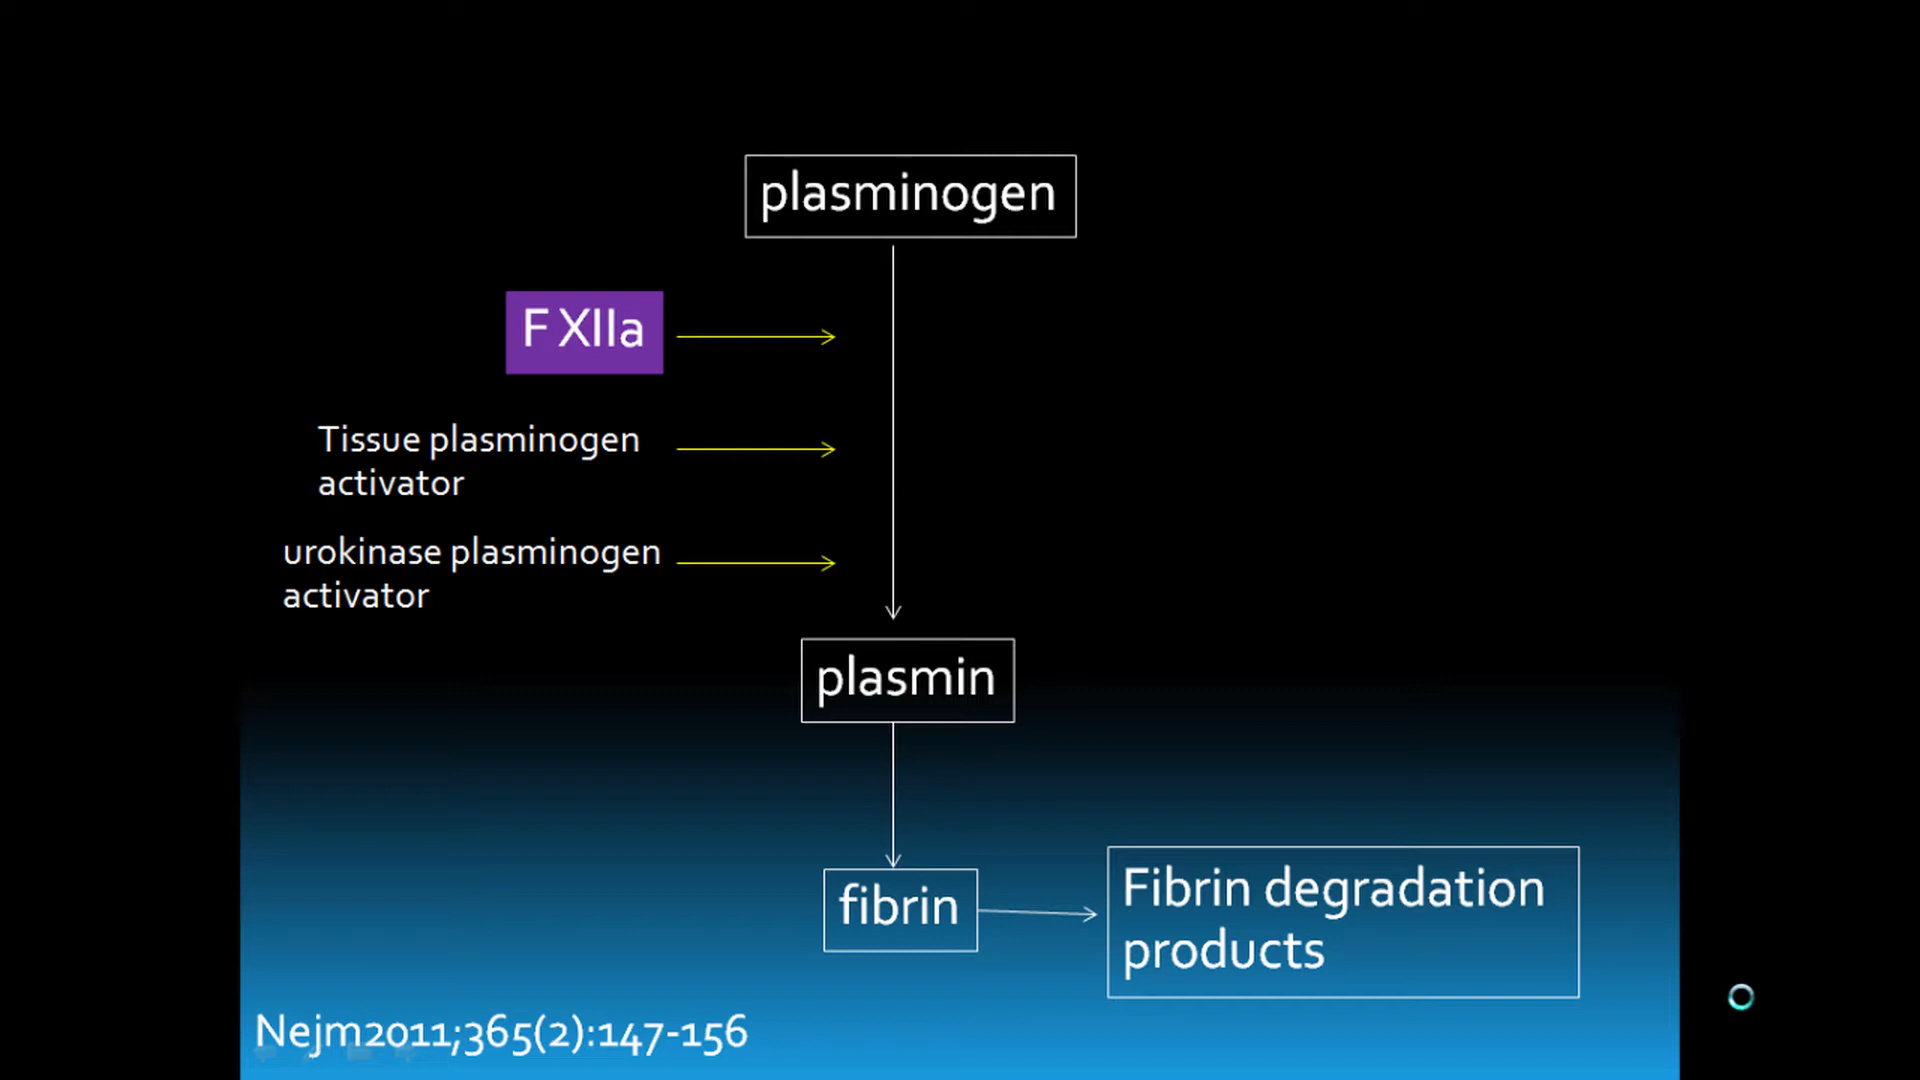 plasminogen
F XIIa
Tissue plasminogen
activator
urokinase plasminogen
activator
plasmin
fibrin
Fibrin degradation
products
Nejm2011;365(2):147-156